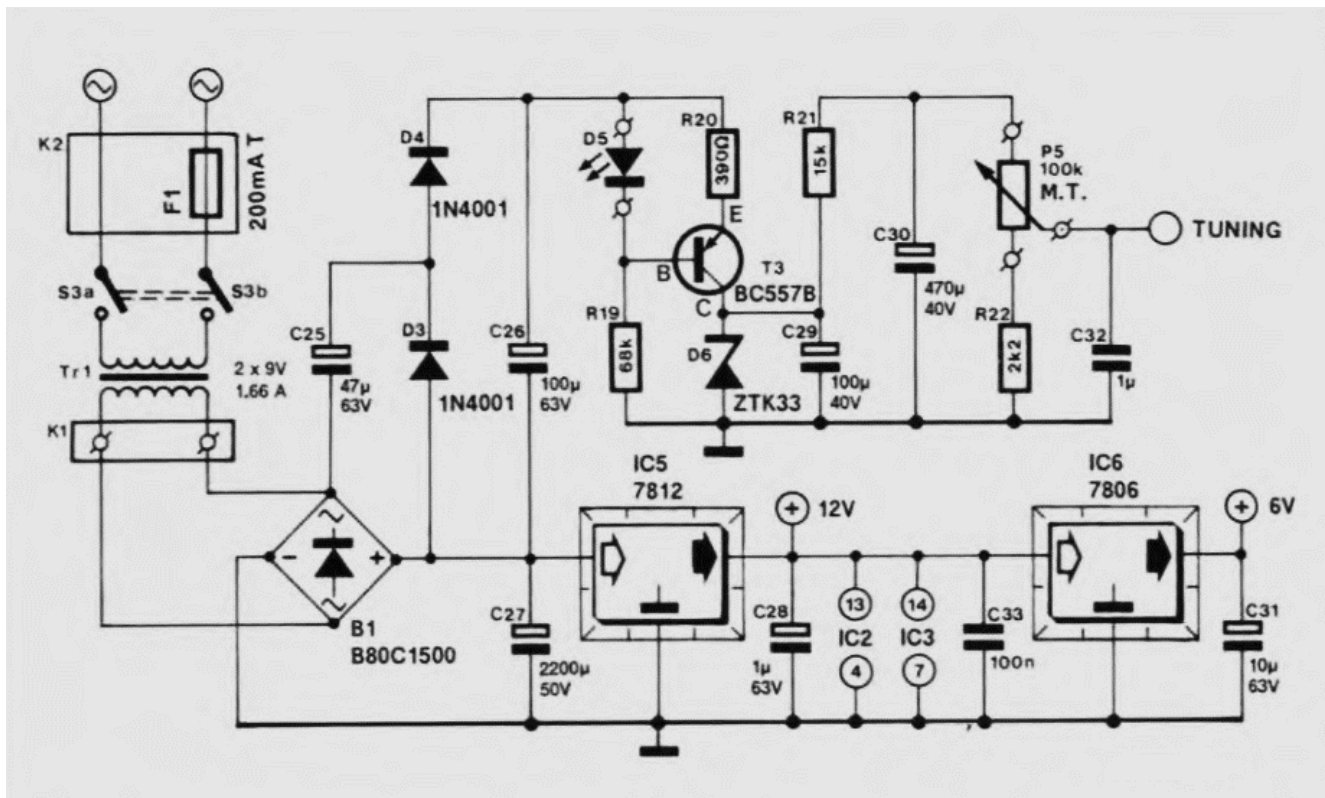 K2
F1
200mA T
S3a
S3b
Tr1
2 x 9V
1,66 A
K1
B1
B80C1500
C25
47µ
63V
D4
1N4001
D3
1N4001
C26
100µ
63V
D5
R19
68k
R20
390Ω
E
B
C
T3
BC557B
D6
ZTK33
R21
15k
C29
100µ
40V
C30
470µ
40V
P5
100k
M.T.
R22
2k2
TUNING
C32
1µ
C27
2200µ
50V
IC5
7812
+
12V
C28
1µ
63V
13
IC2
4
14
IC3
7
C33
100n
IC6
7806
+
6V
C31
10µ
63V
− +